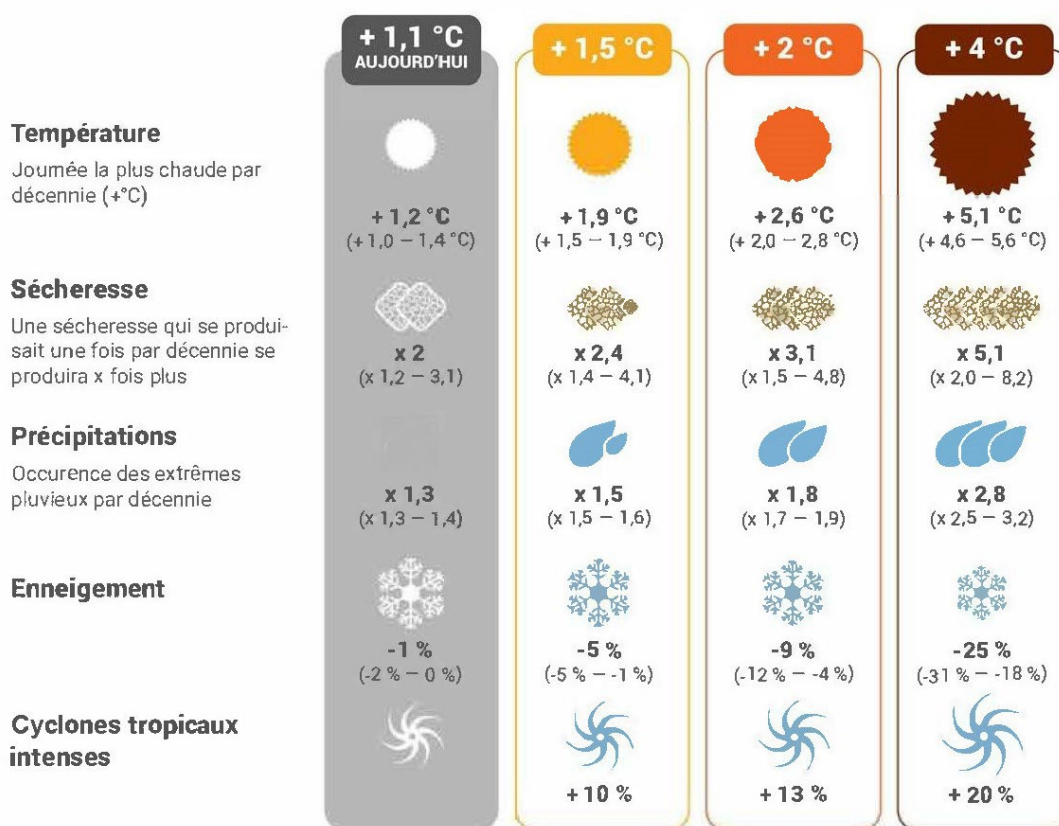 + 1,1 °C
AUJOURD'HUI
+ 1,5 °C
+ 2 °C
+ 4 °C
Température
Journée la plus chaude par
décennie (+°C)
+ 1,2 °C
(+ 1,0 – 1,4 °C)
+ 1,9 °C
(+ 1,5 – 1,9 °C)
+ 2,6 °C
(+ 2,0 – 2,8 °C)
+ 5,1 °C
(+ 4,6 – 5,6 °C)
Sécheresse
Une sécheresse qui se produi-
sait une fois par décennie se
produira x fois plus
x 2
(x 1,2 – 3,1)
x 2,4
(x 1,4 – 4,1)
x 3,1
(x 1,5 – 4,8)
x 5,1
(x 2,0 – 8,2)
Précipitations
Occurence des extrêmes
pluvieux par décennie
x 1,3
(x 1,3 – 1,4)
x 1,5
(x 1,5 – 1,6)
x 1,8
(x 1,7 – 1,9)
x 2,8
(x 2,5 – 3,2)
Enneigement
-1 %
(-2 % – 0 %)
-5 %
(-5 % – -1 %)
-9 %
(-12 % – -4 %)
-25 %
(-31 % – -18 %)
Cyclones tropicaux
intenses
+ 10 %
+ 13 %
+ 20 %